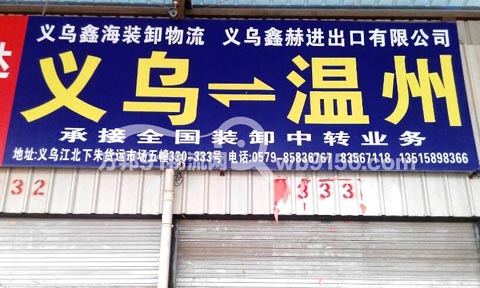 义乌鑫海装卸物流 义乌鑫赫进出口有限公司
义乌⇌温州
承接全国装卸中转业务
地址:义乌江北下朱货运市场五幢330-333号 电话:0579-85836767 83567118 13515898366
32
333
达